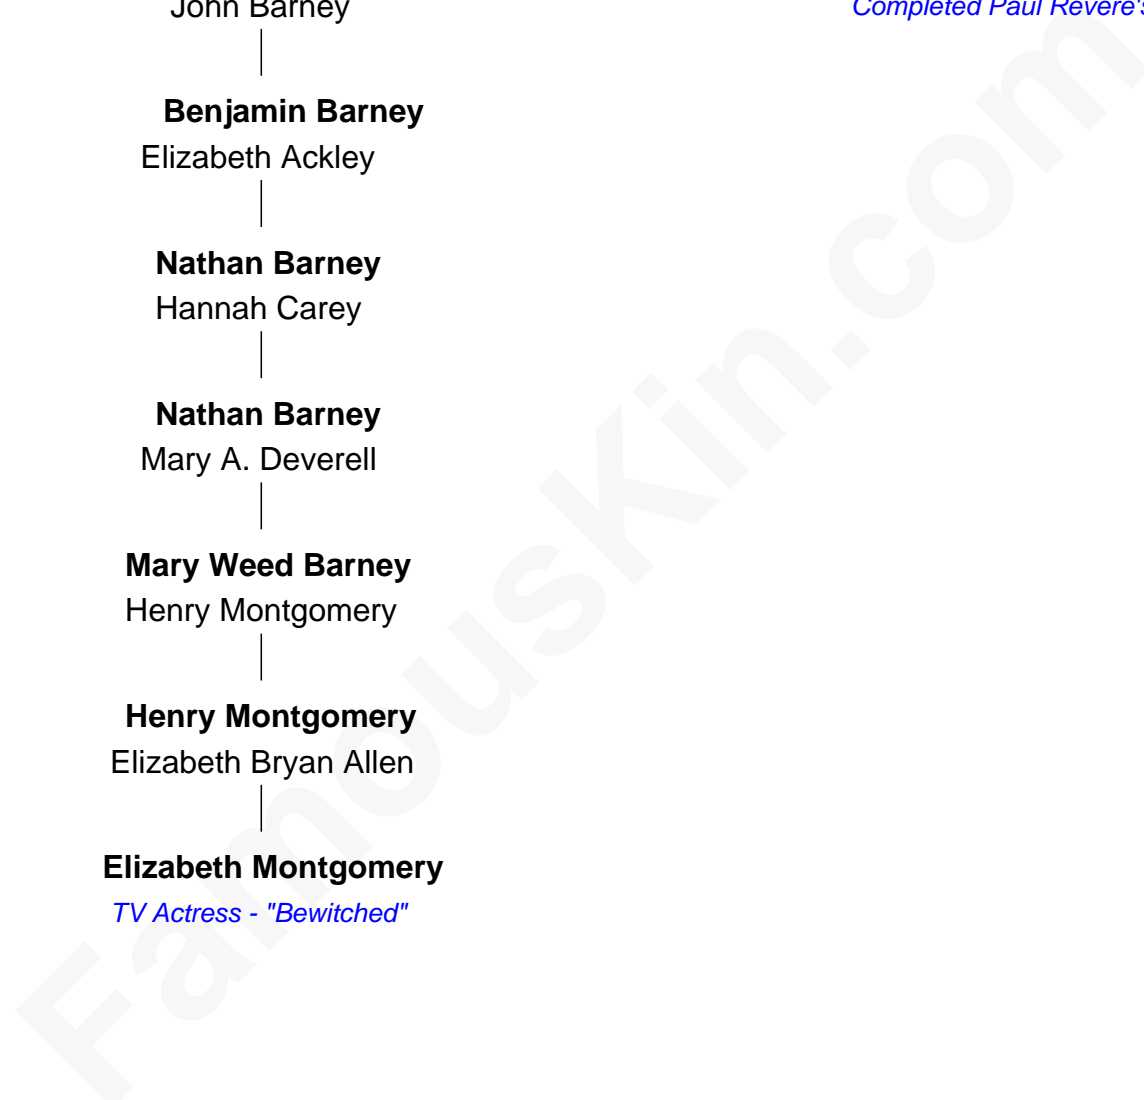 John Barney
Completed Paul Revere's
Benjamin Barney
Elizabeth Ackley
Nathan Barney
Hannah Carey
Nathan Barney
Mary A. Deverell
Mary Weed Barney
Henry Montgomery
Henry Montgomery
Elizabeth Bryan Allen
Elizabeth Montgomery
TV Actress - "Bewitched"
FamousKin.com